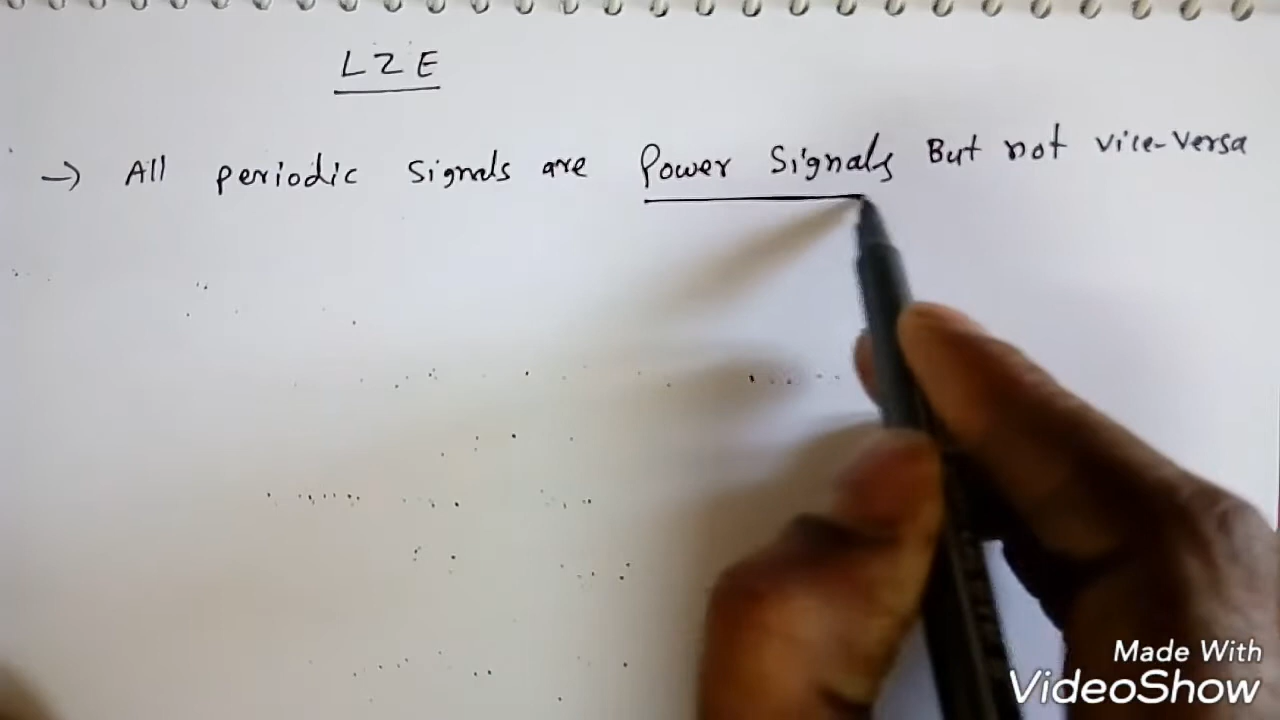 LZE
→ All periodic signals are Power Signals But not vice-versa
Made With
VideoShow